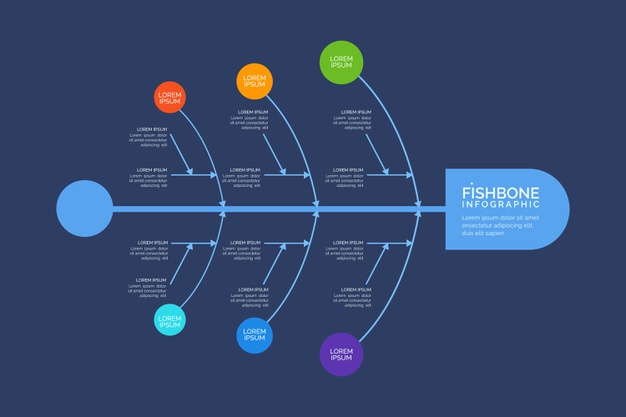 LOREM
IPSUM
LOREM
IPSUM
LOREM
IPSUM
LOREM IPSUM
Lorem ipsum dolor
sit amet consectetur
adipiscing elit
LOREM IPSUM
Lorem ipsum dolor
sit amet consectetur
adipiscing elit
LOREM IPSUM
Lorem ipsum dolor
sit amet consectetur
adipiscing elit
LOREM IPSUM
Lorem ipsum dolor
sit amet consectetur
adipiscing elit
LOREM IPSUM
Lorem ipsum dolor
sit amet consectetur
adipiscing elit
LOREM IPSUM
Lorem ipsum dolor
sit amet consectetur
adipiscing elit
FISHBONE
INFOGRAPHIC
Lorem ipsum dolor sit amet
consectetur adipiscing elit
duis elit sapien
LOREM IPSUM
Lorem ipsum dolor
sit amet consectetur
adipiscing elit
LOREM IPSUM
Lorem ipsum dolor
sit amet consectetur
adipiscing elit
LOREM IPSUM
Lorem ipsum dolor
sit amet consectetur
adipiscing elit
LOREM IPSUM
Lorem ipsum dolor
sit amet consectetur
adipiscing elit
LOREM IPSUM
Lorem ipsum dolor
sit amet consectetur
adipiscing elit
LOREM IPSUM
Lorem ipsum dolor
sit amet consectetur
adipiscing elit
LOREM
IPSUM
LOREM
IPSUM
LOREM
IPSUM